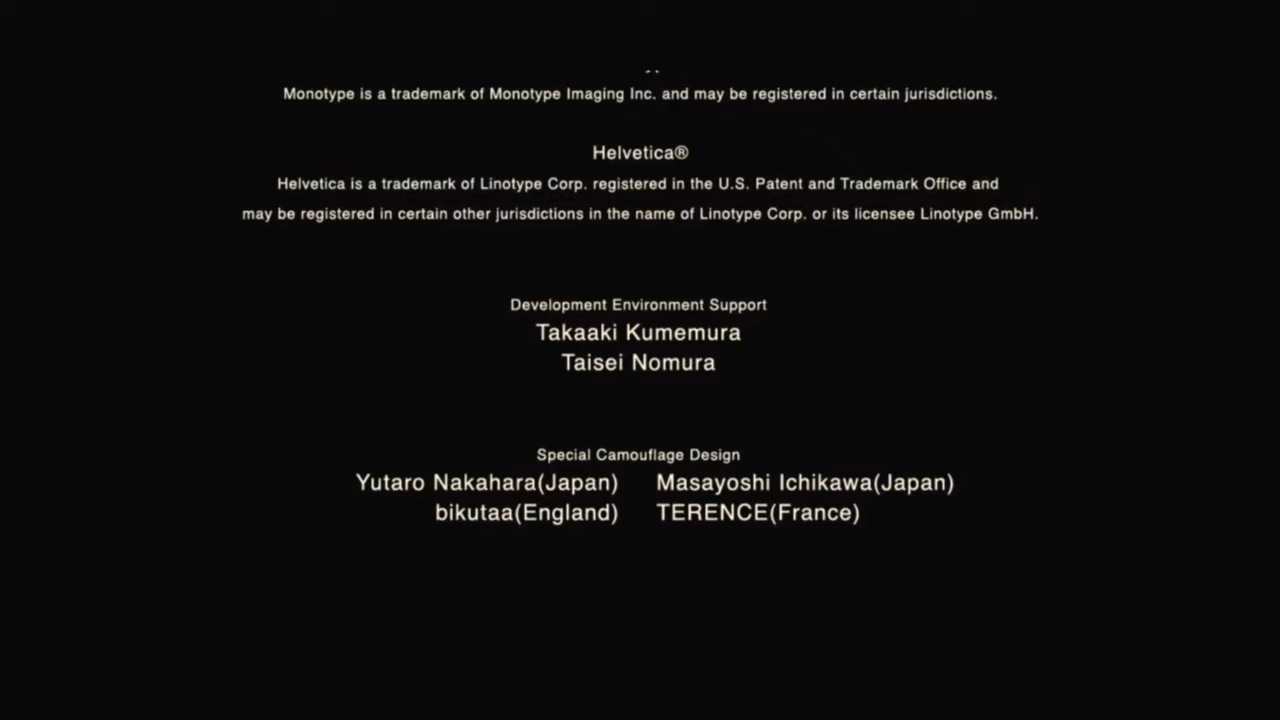 Monotype is a trademark of Monotype Imaging Inc. and may be registered in certain jurisdictions.
Helvetica®
Helvetica is a trademark of Linotype Corp. registered in the U.S. Patent and Trademark Office and
may be registered in certain other jurisdictions in the name of Linotype Corp. or its licensee Linotype GmbH.
Development Environment Support
Takaaki Kumemura
Taisei Nomura
Special Camouflage Design
Yutaro Nakahara(Japan) Masayoshi Ichikawa(Japan)
bikutaa(England) TERENCE(France)